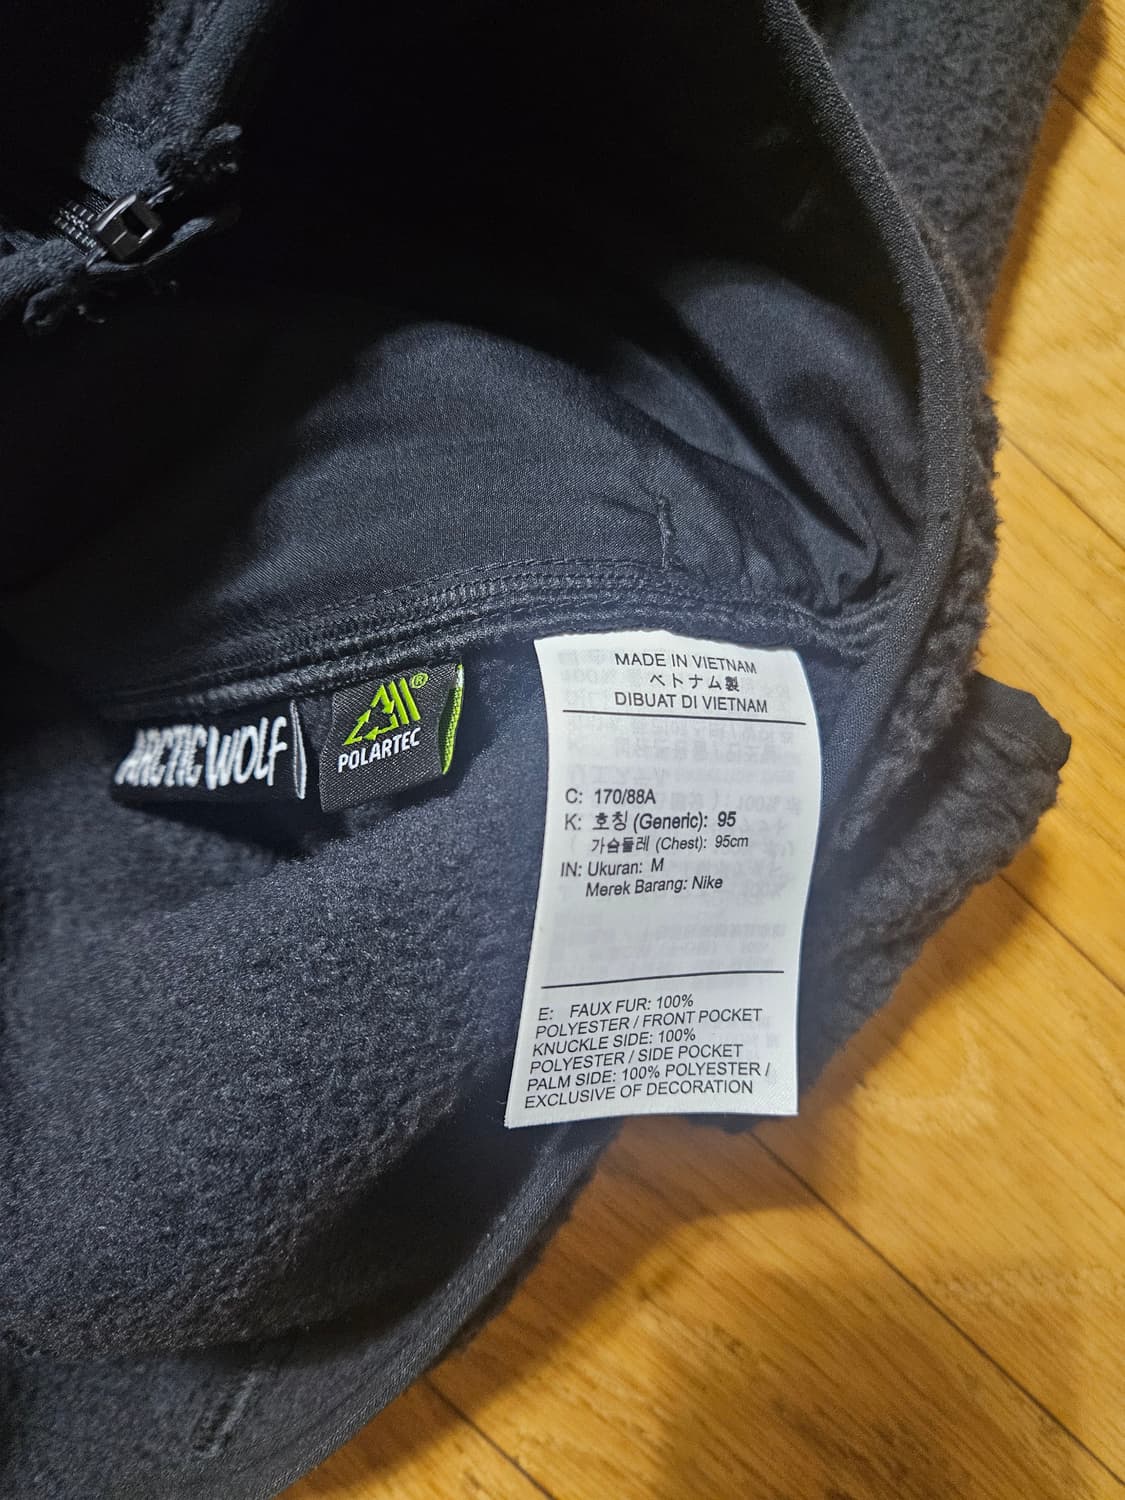 ARCTIC WOLF
®
POLARTEC
MADE IN VIETNAM
ベトナム製
DIBUAT DI VIETNAM
C: 170/88A
K: 호칭 (Generic): 95
가슴둘레 (Chest): 95cm
IN: Ukuran: M
Merek Barang: Nike
E: FAUX FUR: 100%
POLYESTER / FRONT POCKET
KNUCKLE SIDE: 100%
POLYESTER / SIDE POCKET
PALM SIDE: 100% POLYESTER /
EXCLUSIVE OF DECORATION